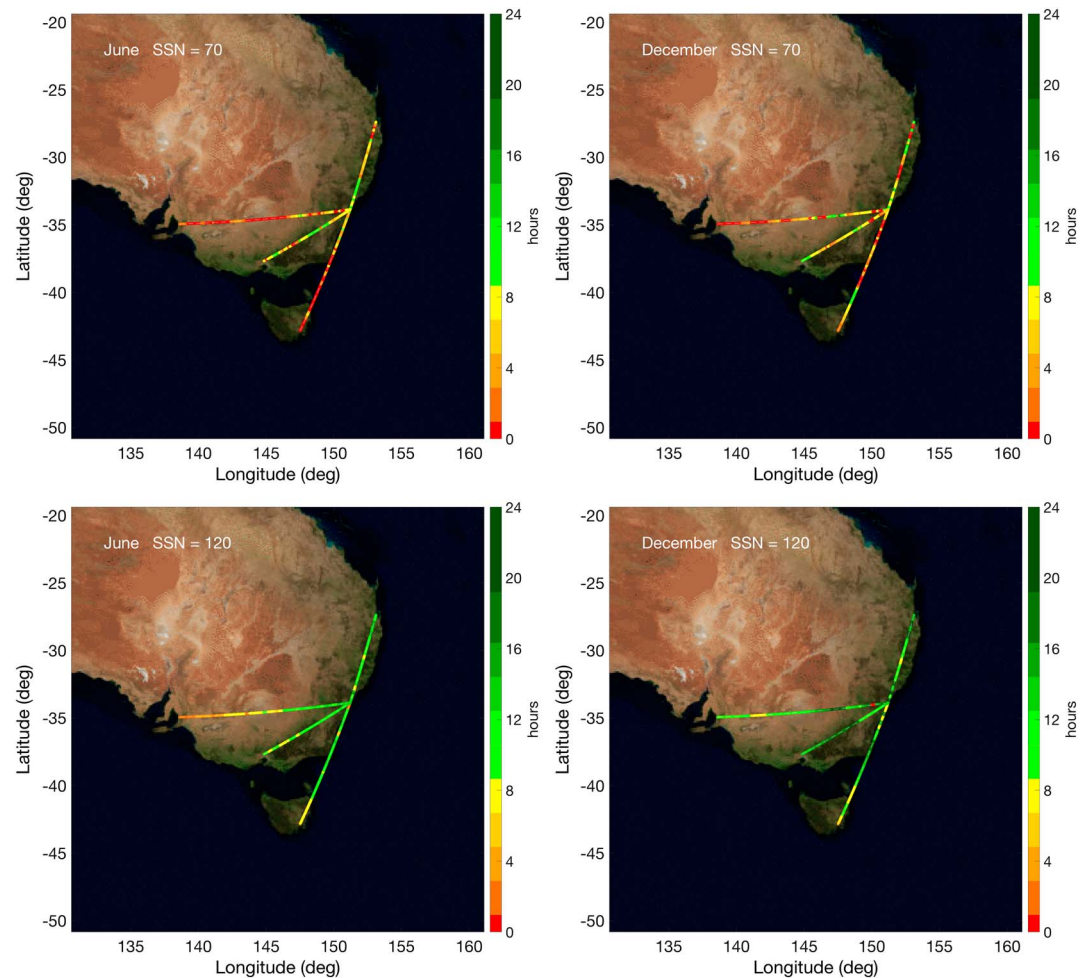 -20
-25
-30
-35
-40
-45
-50
Latitude (deg)
June SSN = 70
135 140 145 150 155 160
Longitude (deg)
24
20
16
12
8
4
0
hours
-20
-25
-30
-35
-40
-45
-50
Latitude (deg)
December SSN = 70
135 140 145 150 155 160
Longitude (deg)
24
20
16
12
8
4
0
hours
-20
-25
-30
-35
-40
-45
-50
Latitude (deg)
June SSN = 120
135 140 145 150 155 160
Longitude (deg)
24
20
16
12
8
4
0
hours
-20
-25
-30
-35
-40
-45
-50
Latitude (deg)
December SSN = 120
135 140 145 150 155 160
Longitude (deg)
24
20
16
12
8
4
0
hours